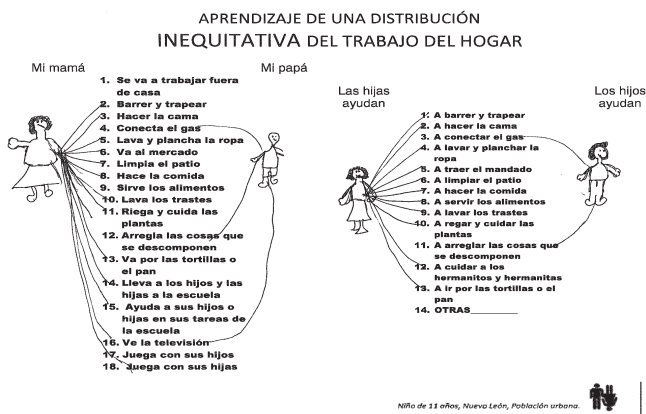 APRENDIZAJE DE UNA DISTRIBUCIÓN
INEQUITATIVA DEL TRABAJO DEL HOGAR
Mi mamá
Mi papá
1. Se va a trabajar fuera
de casa
2. Barrer y trapear
3. Hacer la cama
4. Conecta el gas
5. Lava y plancha la ropa
6. Va al mercado
7. Limpia el patio
8. Hace la comida
9. Sirve los alimentos
10. Lava los trastes
11. Riega y cuida las
plantas
12. Arregla las cosas que
se descomponen
13. Va por las tortillas o
el pan
14. Lleva a los hijos y las
hijas a la escuela
15. Ayuda a sus hijos o
hijas en sus tareas de
la escuela
16. Ve la televisión
17. Juega con sus hijos
18. Juega con sus hijas
Las hijas
ayudan
Los hijos
ayudan
1. A barrer y trapear
2. A hacer la cama
3. A conectar el gas
4. A lavar y planchar la
ropa
5. A traer el mandado
6. A limpiar el patio
7. A hacer la comida
8. A servir los alimentos
9. A lavar los trastes
10. A regar y cuidar las
plantas
11. A arreglar las cosas que
se descomponen
12. A cuidar a los
hermanitos y hermanitas
13. A ir por las tortillas o el
pan
14. OTRAS________
Niño de 11 años, Nuevo León, Población urbana.